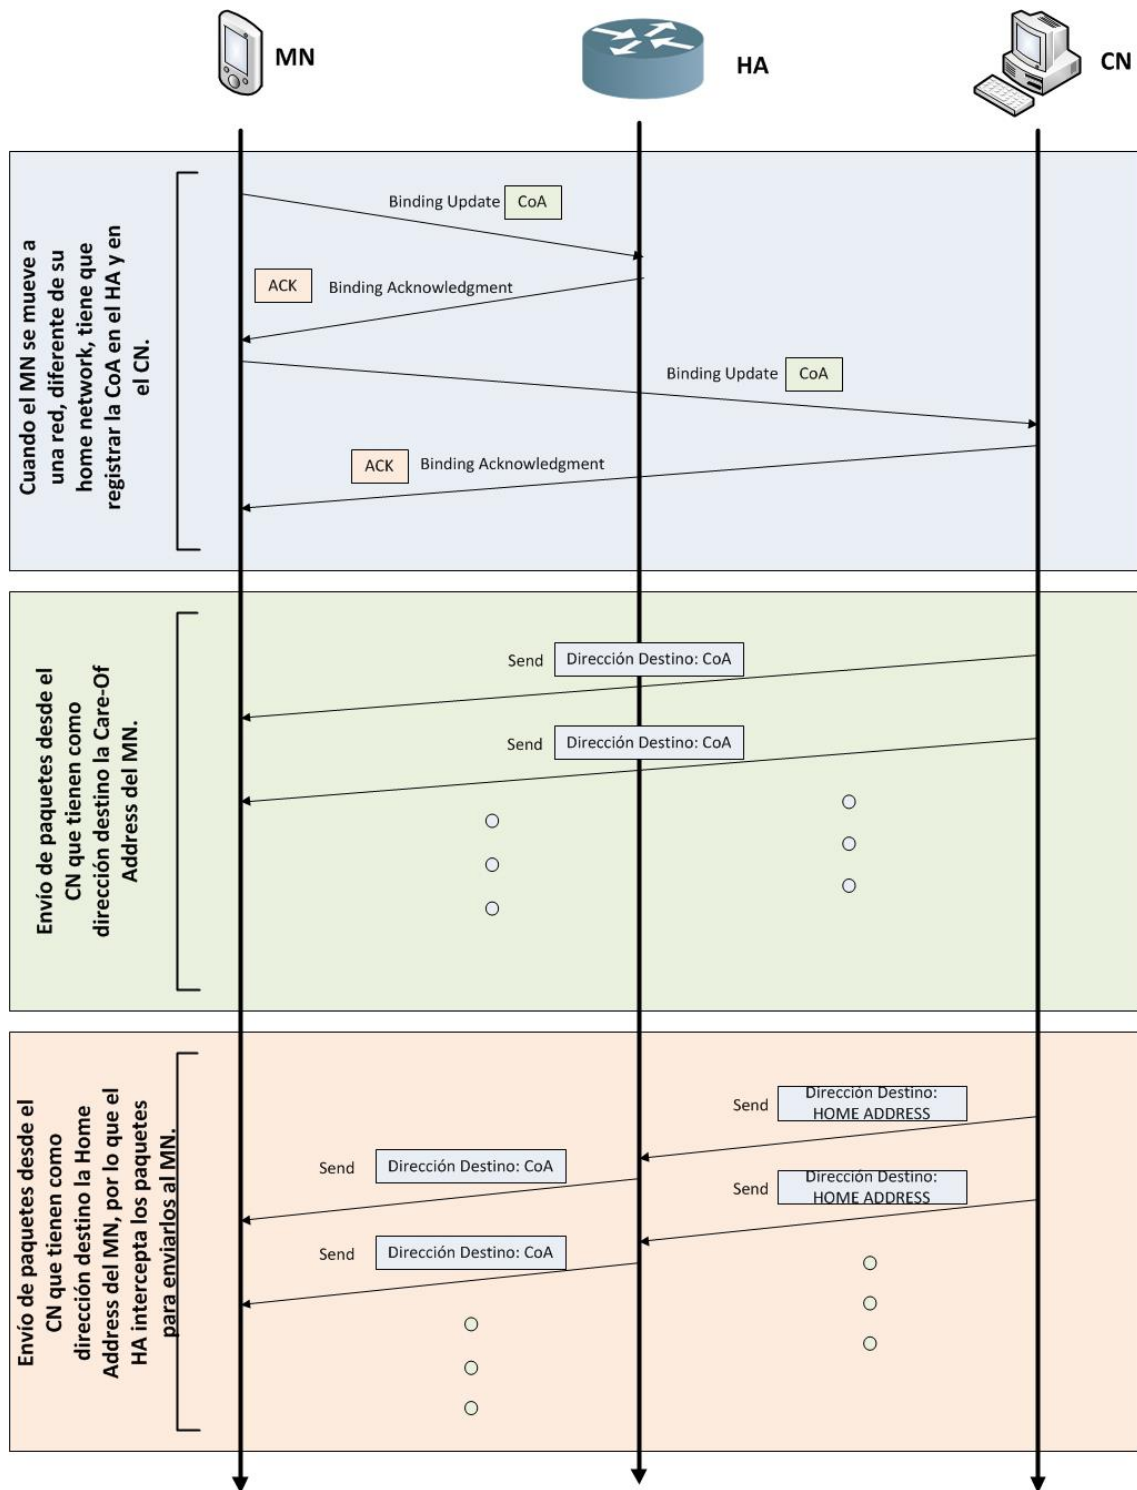 MN
HA
CN
Cuando el MN se mueve a
una red, diferente de su
home network, tiene que
registrar la CoA en el HA y en
el CN.
Binding Update
CoA
ACK
Binding Acknowledgment
Binding Update
CoA
ACK
Binding Acknowledgment
Envío de paquetes desde el
CN que tienen como
dirección destino la Care-Of
Address del MN.
Send
Dirección Destino: CoA
Send
Dirección Destino: CoA
Envío de paquetes desde el
CN que tienen como
dirección destino la Home
Address del MN, por lo que el
HA intercepta los paquetes
para enviarlos al MN.
Send
Dirección Destino:
HOME ADDRESS
Send
Dirección Destino: CoA
Send
Dirección Destino:
HOME ADDRESS
Send
Dirección Destino: CoA